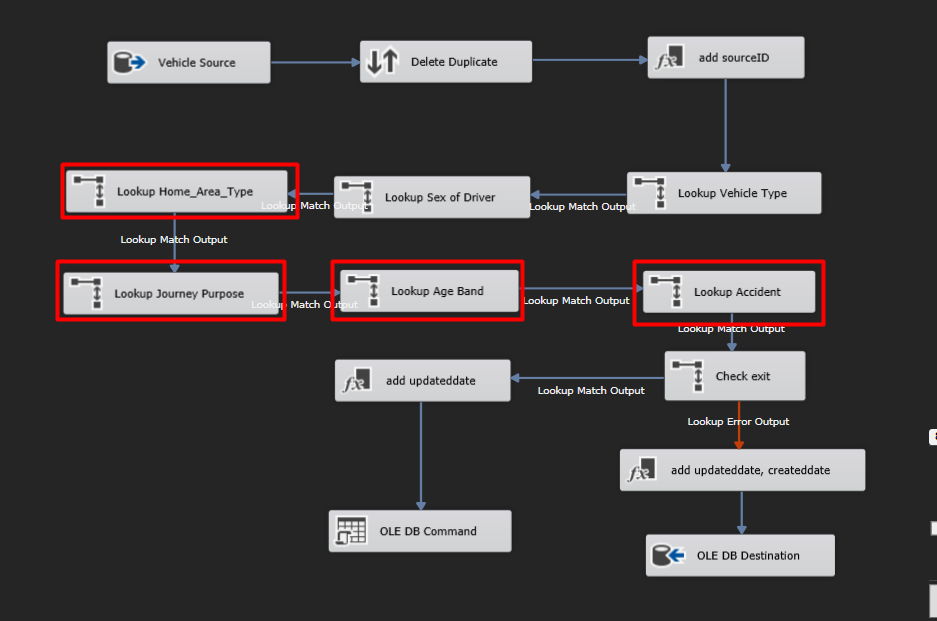 Vehicle Source
Delete Duplicate
add sourceID
Lookup Home_Area_Type
Lookup Match Output
Lookup Sex of Driver
Lookup Match Output
Lookup Vehicle Type
Lookup Match Output
Lookup Journey Purpose
Lookup Match Output
Lookup Age Band
Lookup Match Output
Lookup Accident
Lookup Match Output
add updateddate
Lookup Match Output
Check exit
Lookup Error Output
add updateddate, createddate
OLE DB Command
OLE DB Destination